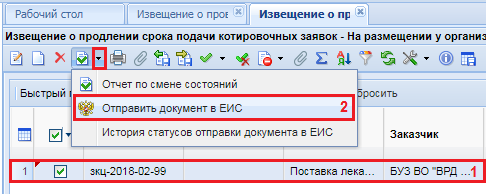 Рабочий стол Извещение о пров Извещение о пр
Извещение о продлении срока подачи котировочных заявок - На размещении у организ
Быстрый бросить
Отчет по смене состояний
Отправить документ в ЕИС 2
История статусов отправки документа в ЕИС
Заказчик
1 зкц-2018-02-99 Поставка лека... БУЗ ВО "ВРД ... 1